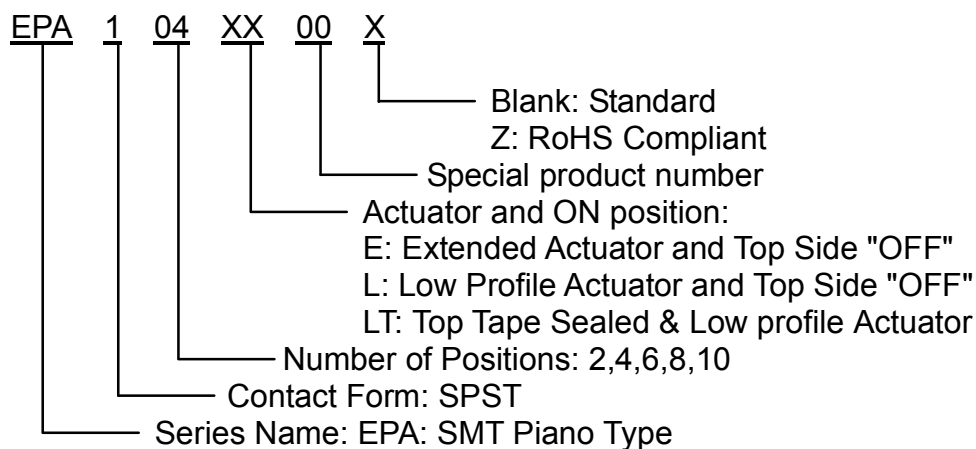 EPA 1 04 XX 00 X
Blank: Standard
Z: RoHS Compliant
Special product number
Actuator and ON position:
E: Extended Actuator and Top Side "OFF"
L: Low Profile Actuator and Top Side "OFF"
LT: Top Tape Sealed & Low profile Actuator
Number of Positions: 2,4,6,8,10
Contact Form: SPST
Series Name: EPA: SMT Piano Type